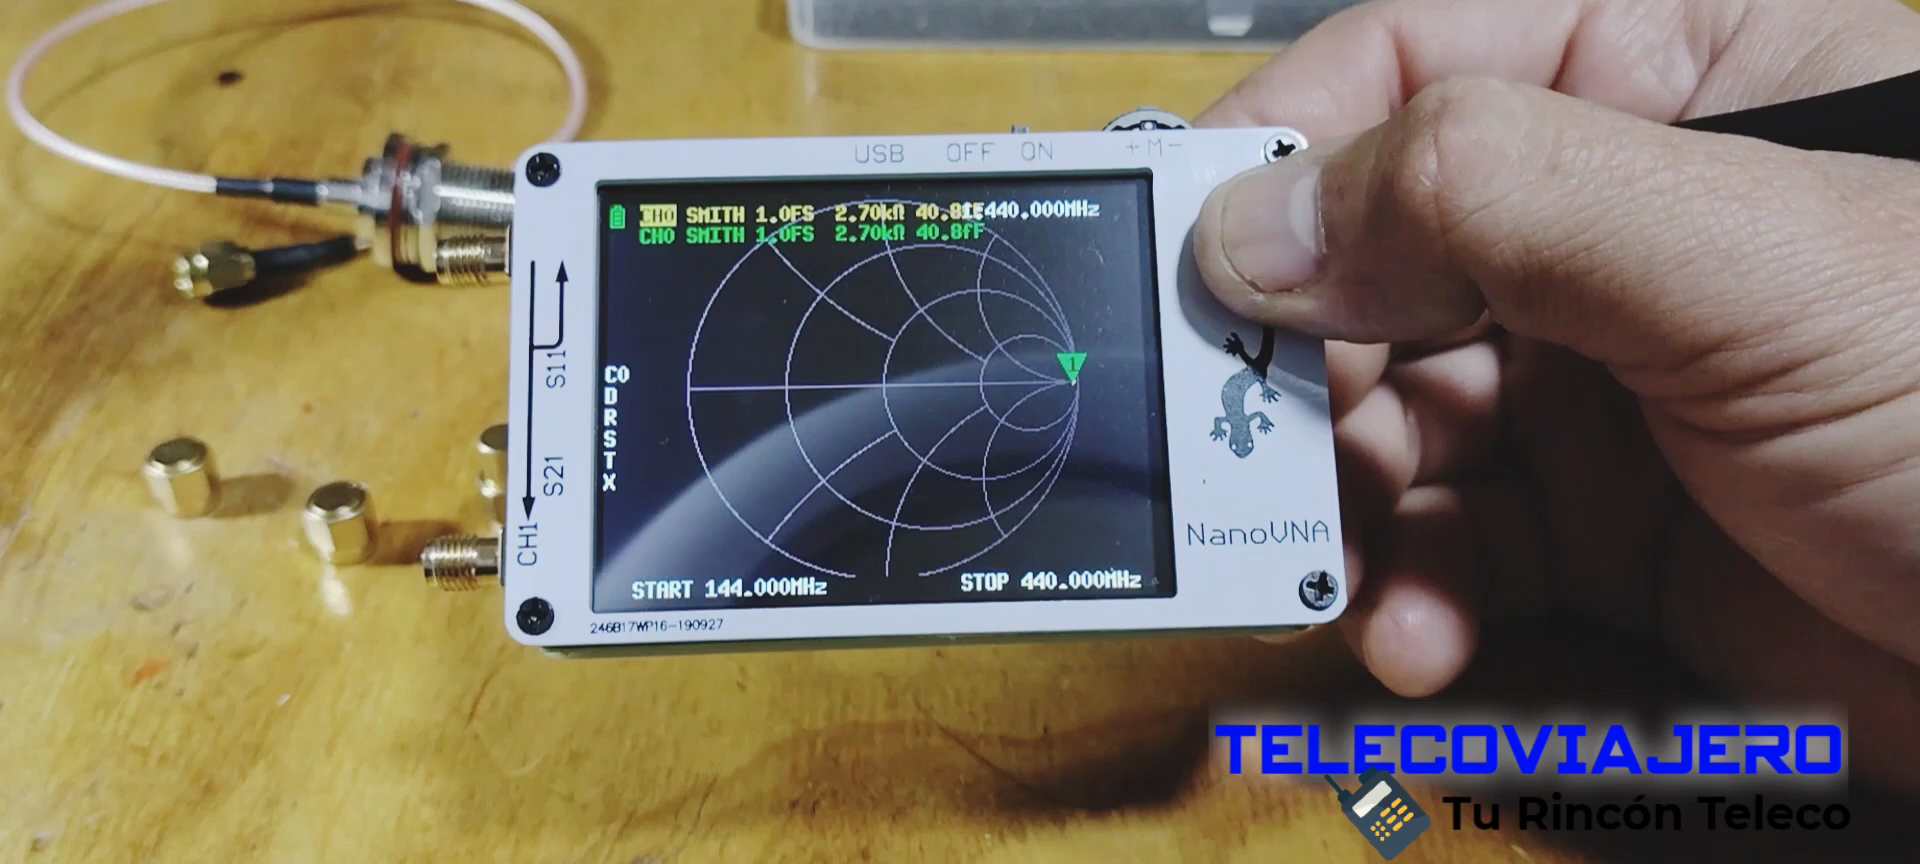 USB OFF ON +M-
CH0 SMITH 1.0FS 2.70kΩ 40.8fF 440.000MHz
CH0 SMITH 1.0FS 2.70kΩ 40.8fF
1
S11
C0
D
R
S
T
X
S21
CH1
NanoVNA
START 144.000MHz STOP 440.000MHz
246B17WP16-190927
TELECOVIAJERO
Tu Rincón Teleco